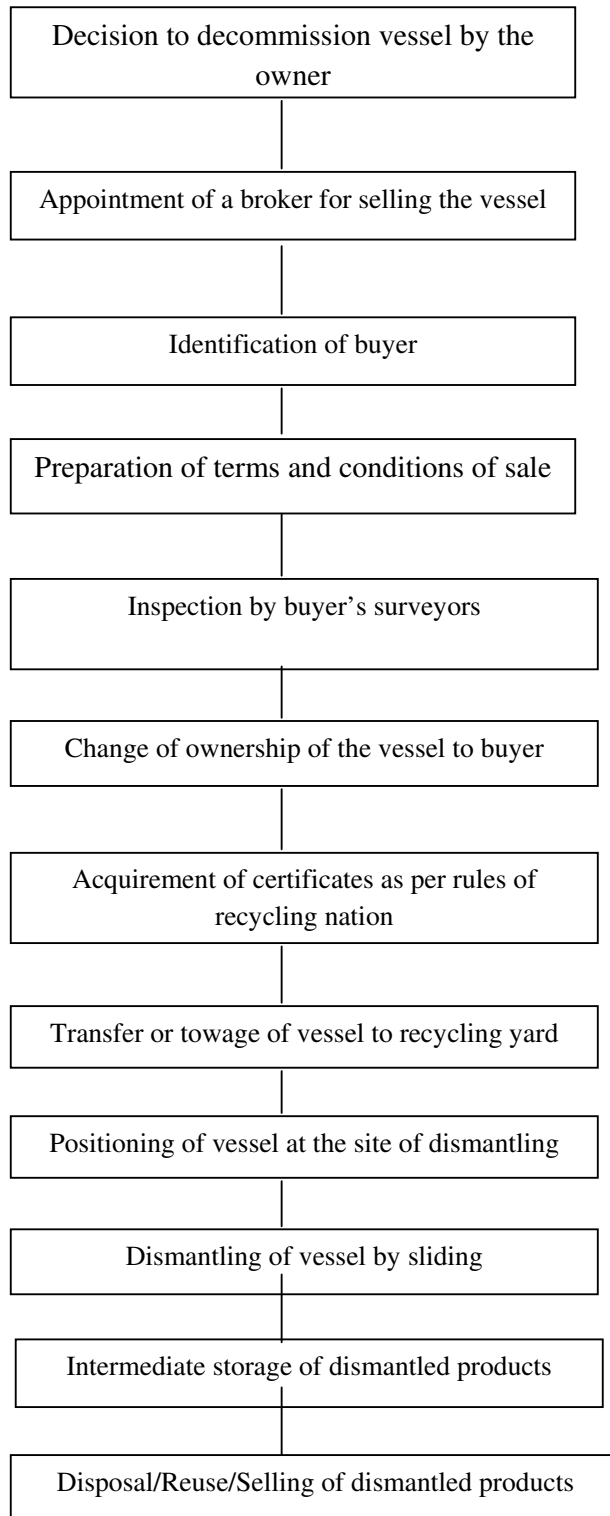 Decision to decommission vessel by the
owner
Appointment of a broker for selling the vessel
Identification of buyer
Preparation of terms and conditions of sale
Inspection by buyer’s surveyors
Change of ownership of the vessel to buyer
Acquirement of certificates as per rules of
recycling nation
Transfer or towage of vessel to recycling yard
Positioning of vessel at the site of dismantling
Dismantling of vessel by sliding
Intermediate storage of dismantled products
Disposal/Reuse/Selling of dismantled products